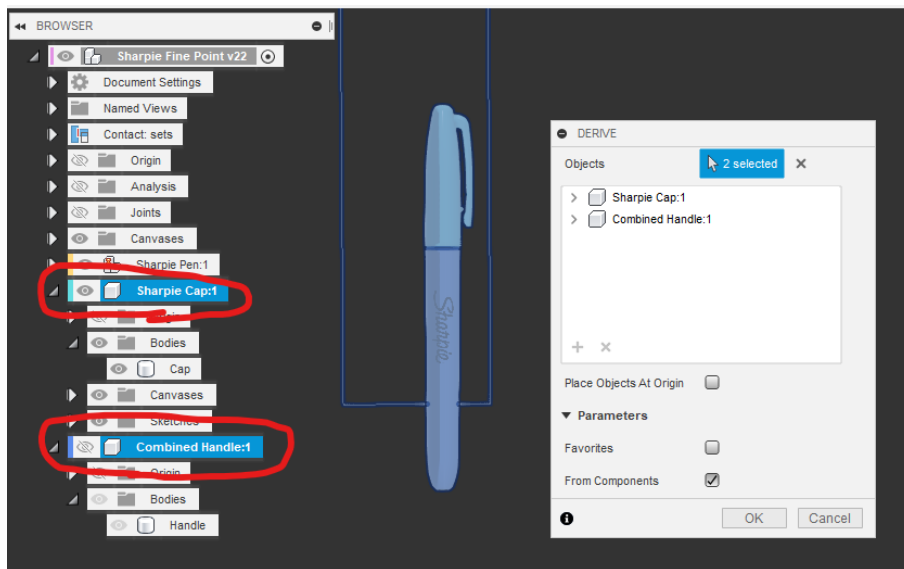 BROWSER
Sharpie Fine Point v22
Document Settings
Named Views
Contact: sets
Origin
Analysis
Joints
Canvases
Sharpie Pen:1
Sharpie Cap:1
Bodies
Cap
Canvases
Sketches
Combined Handle:1
Origin
Bodies
Handle
Sharpie
DERIVE
Objects 2 selected
Sharpie Cap:1
Combined Handle:1
Place Objects At Origin
Parameters
Favorites
From Components
OK Cancel